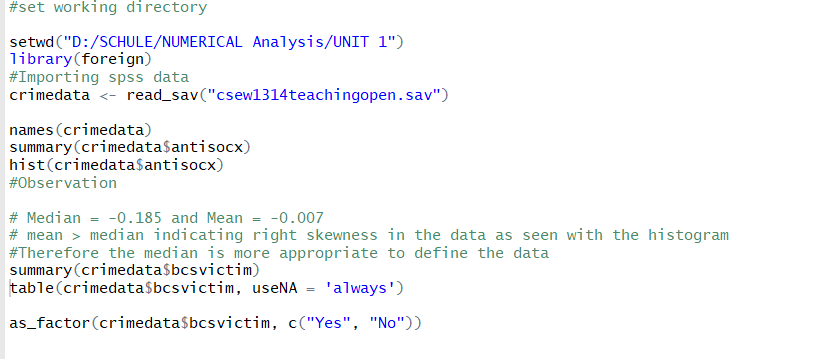 #set working directory
setwd("D:/SCHULE/NUMERICAL Analysis/UNIT 1")
library(foreign)
#Importing spss data
crimedata <- read_sav("csew1314teachingopen.sav")
names(crimedata)
summary(crimedata$antisocx)
hist(crimedata$antisocx)
#Observation
# Median = -0.185 and Mean = -0.007
# mean > median indicating right skewness in the data as seen with the histogram
#Therefore the median is more appropriate to define the data
summary(crimedata$bcsvictim)
table(crimedata$bcsvictim, useNA = 'always')
as_factor(crimedata$bcsvictim, c("Yes", "No"))